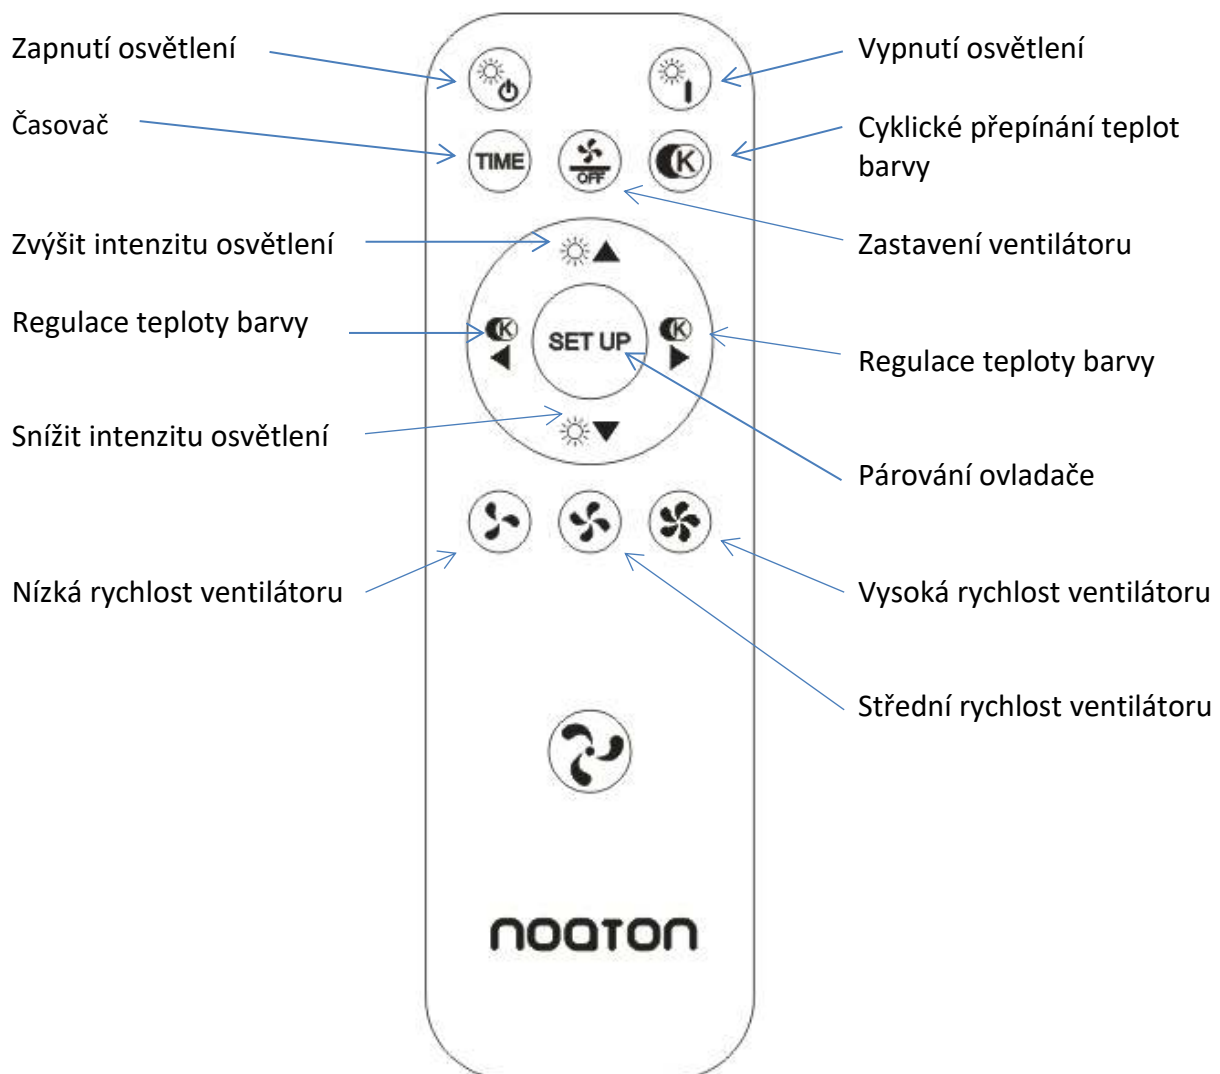 Zapnutí osvětlení
Vypnutí osvětlení
Časovač
Cyklické přepínání teplot
barvy
TIME
OFF
K
Zvýšit intenzitu osvětlení
Zastavení ventilátoru
Regulace teploty barvy
K
SET UP
K
Regulace teploty barvy
Snížit intenzitu osvětlení
Párování ovladače
Nízká rychlost ventilátoru
Vysoká rychlost ventilátoru
Střední rychlost ventilátoru
noaton